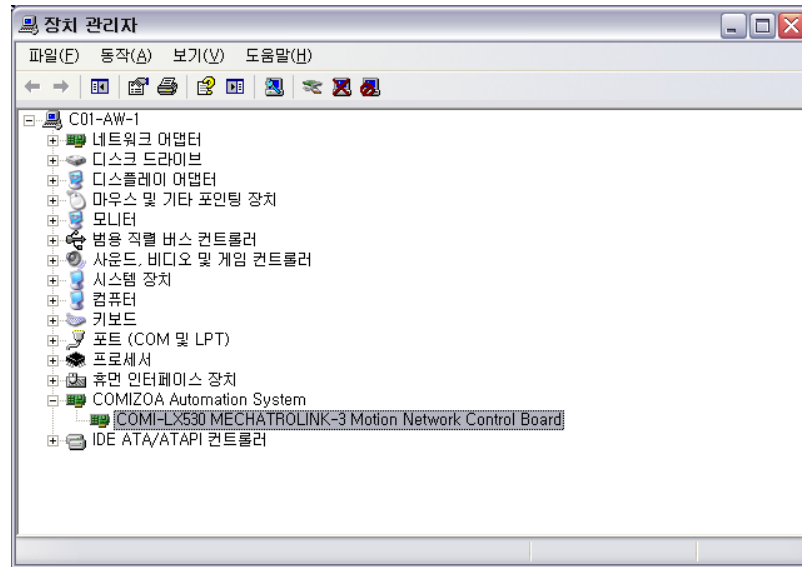 장치 관리자
파일(F) 동작(A) 보기(V) 도움말(H)
C01-AW-1
네트워크 어댑터
디스크 드라이브
디스플레이 어댑터
마우스 및 기타 포인팅 장치
모니터
범용 직렬 버스 컨트롤러
사운드, 비디오 및 게임 컨트롤러
시스템 장치
컴퓨터
키보드
포트 (COM 및 LPT)
프로세서
휴먼 인터페이스 장치
COMIZOA Automation System
COMI-LX530 MECHATROLINK-3 Motion Network Control Board
IDE ATA/ATAPI 컨트롤러